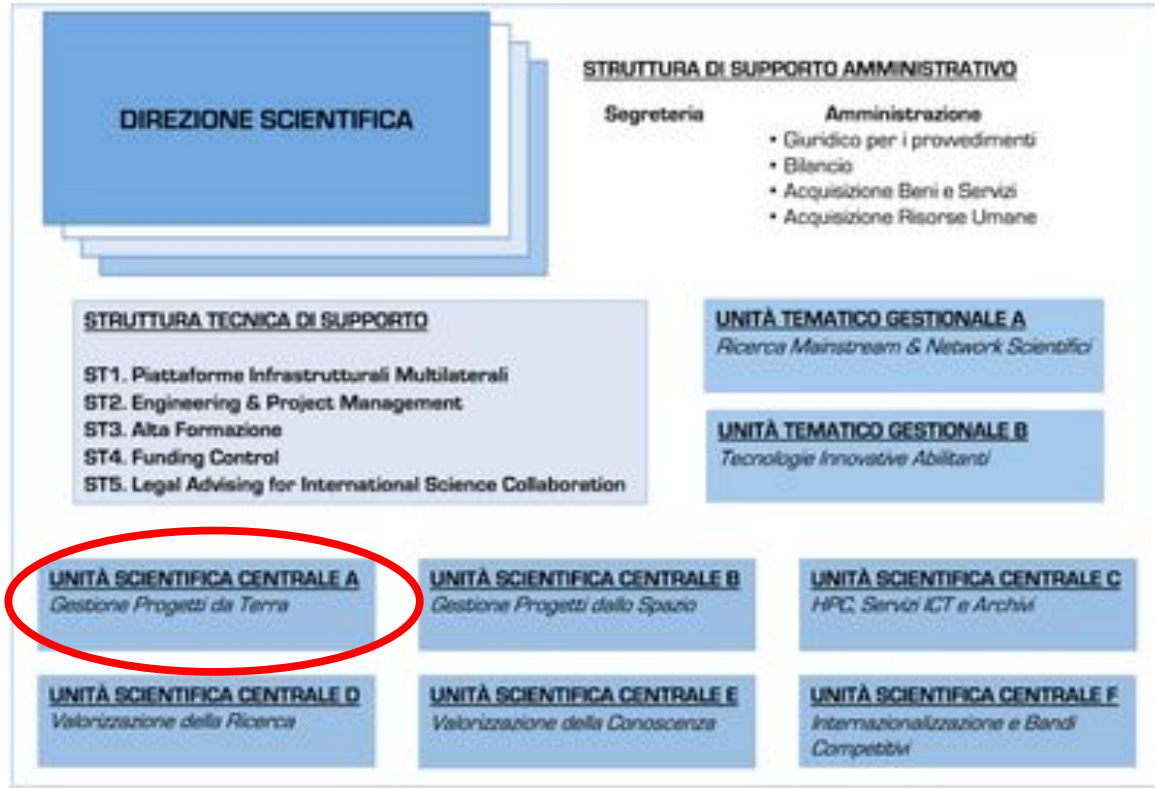 DIREZIONE SCIENTIFICA
STRUTTURA DI SUPPORTO AMMINISTRATIVO
Segreteria
Amministrazione
• Giuridico per i provvedimenti
• Bilancio
• Acquisizione Beni e Servizi
• Acquisizione Risorse Umane
STRUTTURA TECNICA DI SUPPORTO
ST1. Piattaforme Infrastrutturali Multilaterali
ST2. Engineering & Project Management
ST3. Alta Formazione
ST4. Funding Control
ST5. Legal Advising for International Science Collaboration
UNITÀ TEMATICO GESTIONALE A
Ricerca Mainstream & Network Scientifici
UNITÀ TEMATICO GESTIONALE B
Tecnologie Innovative Abilitanti
UNITÀ SCIENTIFICA CENTRALE A
Gestione Progetti da Terra
UNITÀ SCIENTIFICA CENTRALE B
Gestione Progetti dallo Spazio
UNITÀ SCIENTIFICA CENTRALE C
HPC, Servizi ICT e Archivi
UNITÀ SCIENTIFICA CENTRALE D
Valorizzazione della Ricerca
UNITÀ SCIENTIFICA CENTRALE E
Valorizzazione della Conoscenza
UNITÀ SCIENTIFICA CENTRALE F
Internazionalizzazione e Bandi
Competitivi